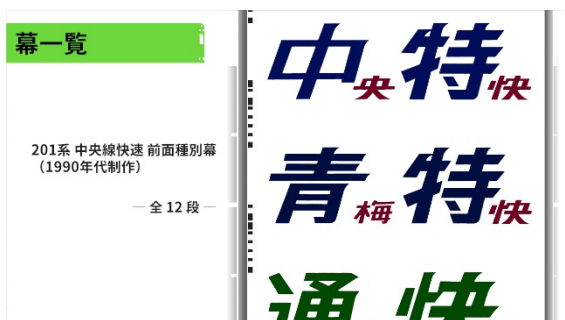 幕一覧
201系 中央線快速 前面種別幕
（1990年代制作）
― 全 12 段 ―
中央特快
青梅特快
通快